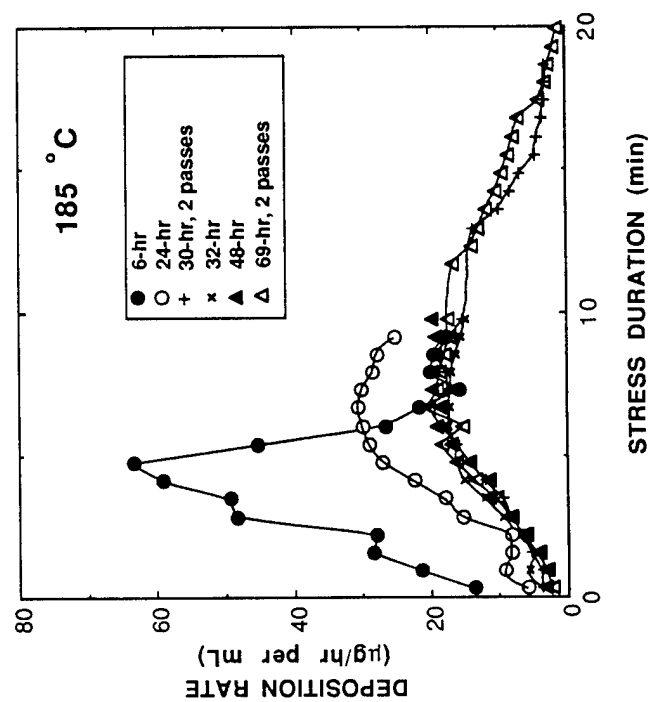 185 °C
● 6-hr
○ 24-hr
+ 30-hr, 2 passes
× 32-hr
▲ 48-hr
△ 69-hr, 2 passes
DEPOSITION RATE
(µg/hr per mL)
80
60
40
20
0
0
10
20
STRESS DURATION (min)